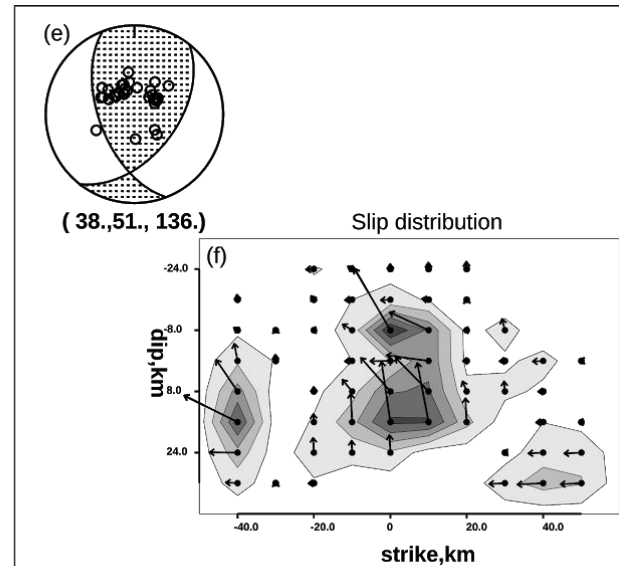 (e)
( 38.,51., 136.)
Slip distribution
(f)
-24.0
-8.0
8.0
24.0
dip,km
-40.0
-20.0
0
20.0
40.0
strike,km